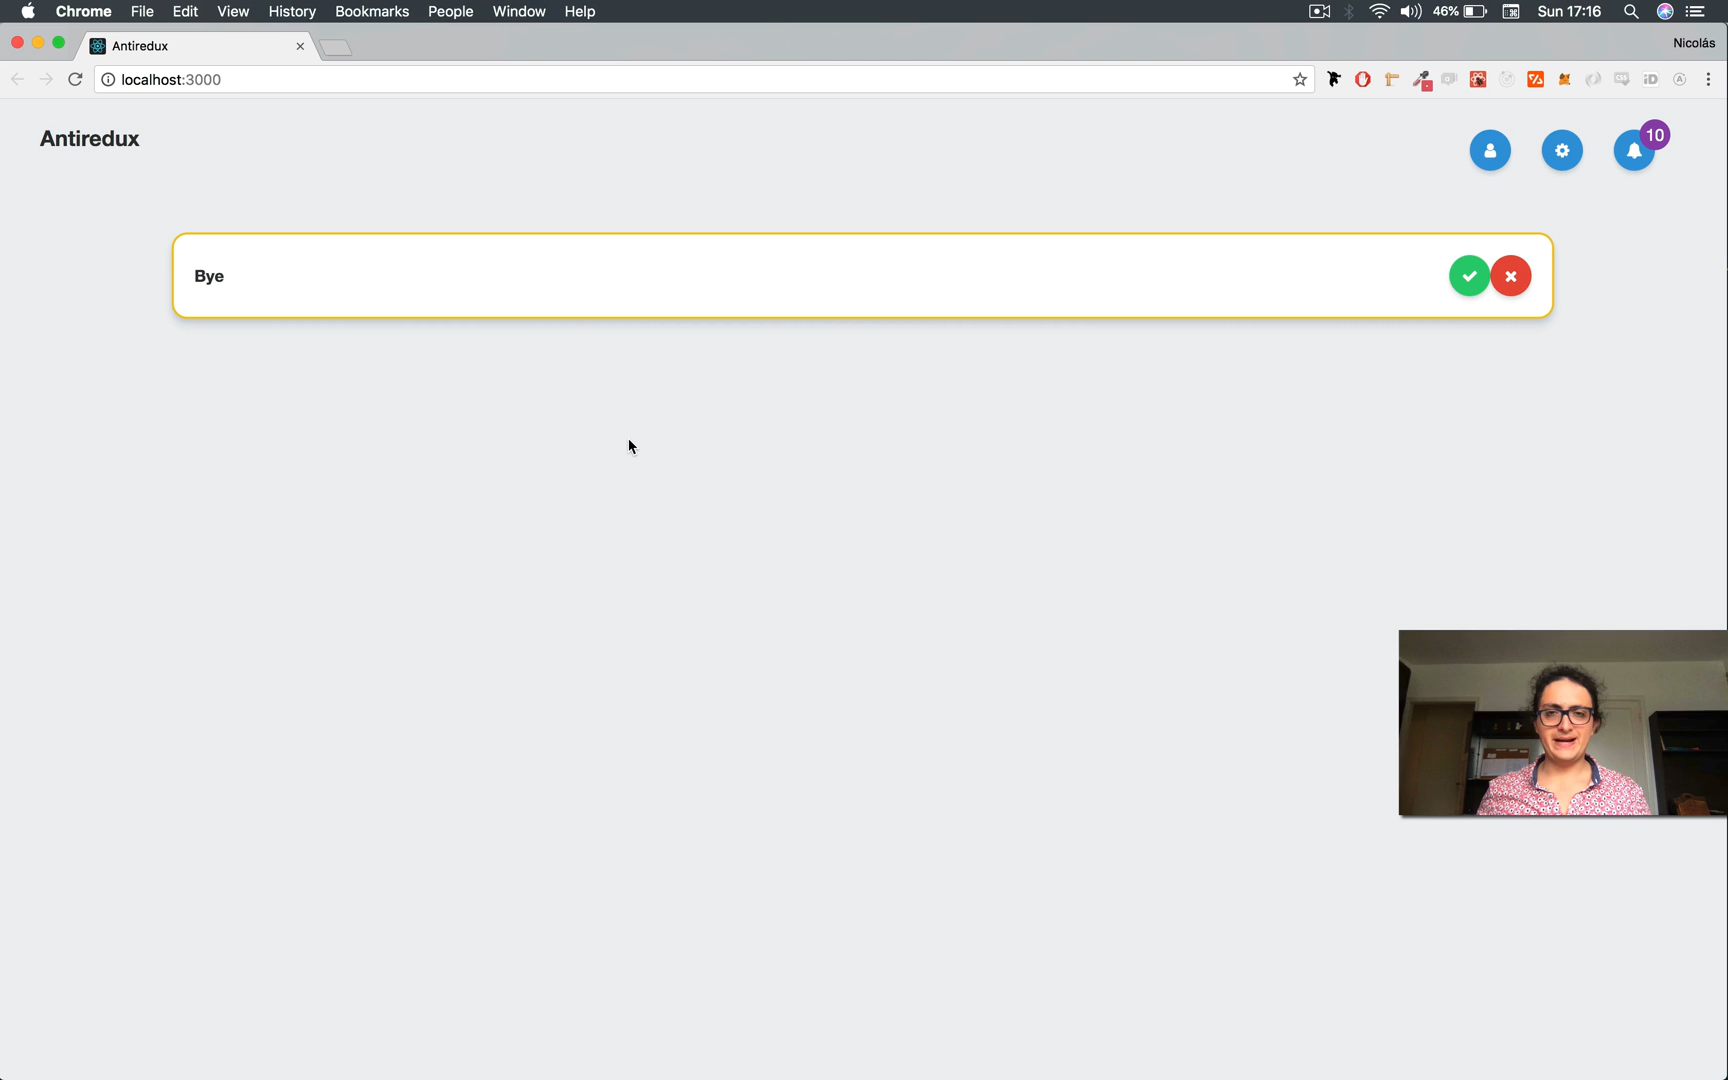 Chrome File Edit View History Bookmarks People Window Help 46% Sun 17:16
Antiredux Nicolás
localhost:3000
Antiredux
10
Bye